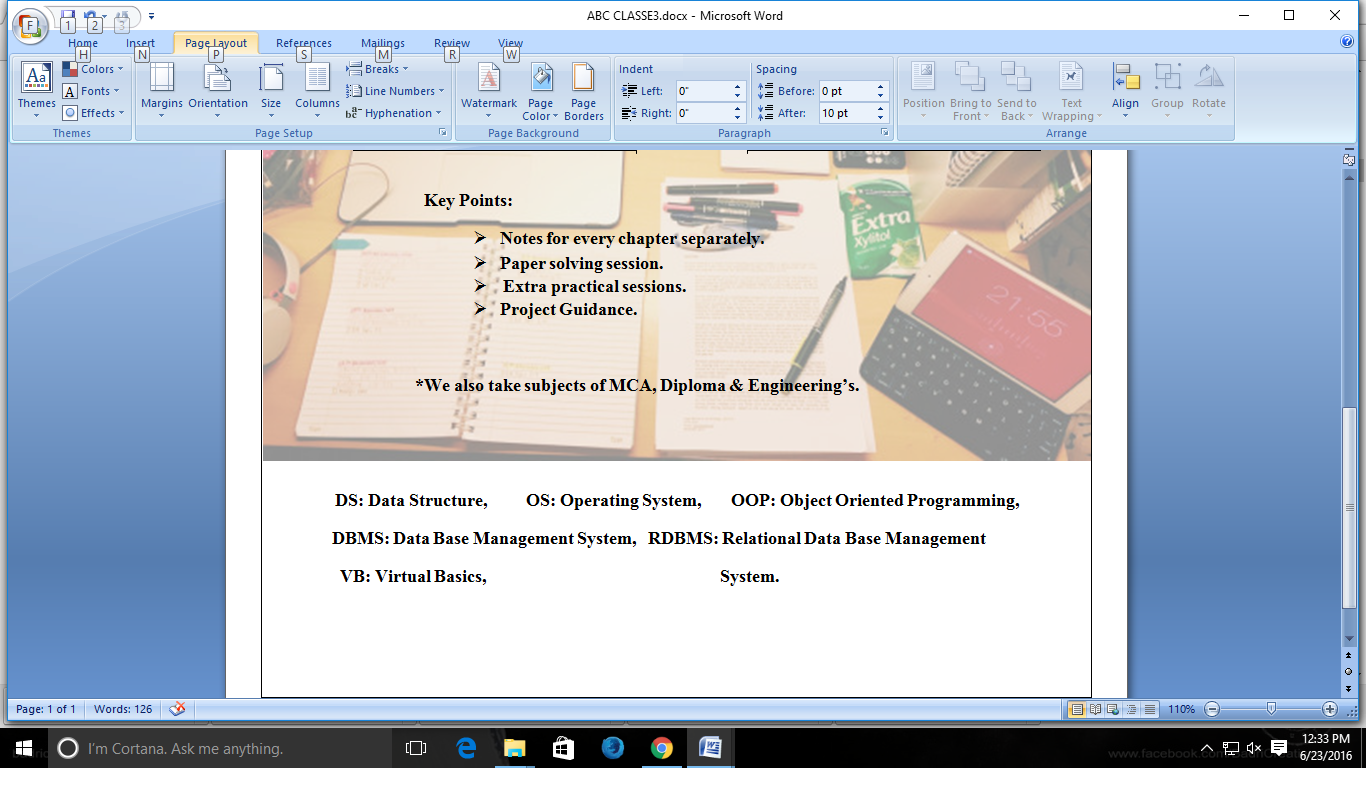 ABC CLASSE3.docx - Microsoft Word
F 1 2 3
Home Insert Page Layout References Mailings Review View
H N P S M R W
Aa Colors Breaks Indent Spacing
Themes A Fonts Margins Orientation Size Columns Line Numbers Watermark Page Color Page Borders Left: 0" Before: 0 pt Position Bring to Front Send to Back Text Wrapping Align Group Rotate
Effects Hyphenation Right: 0" After: 10 pt
Themes Page Setup Page Background Paragraph Arrange
Key Points:
➢ Notes for every chapter separately.
➢ Paper solving session.
➢ Extra practical sessions.
➢ Project Guidance.
Extra
Xylitol
21:55
*We also take subjects of MCA, Diploma & Engineering’s.
DS: Data Structure, OS: Operating System, OOP: Object Oriented Programming,
DBMS: Data Base Management System, RDBMS: Relational Data Base Management
VB: Virtual Basics, System.
Page: 1 of 1 Words: 126 110%
I'm Cortana. Ask me anything.
12:33 PM
6/23/2016